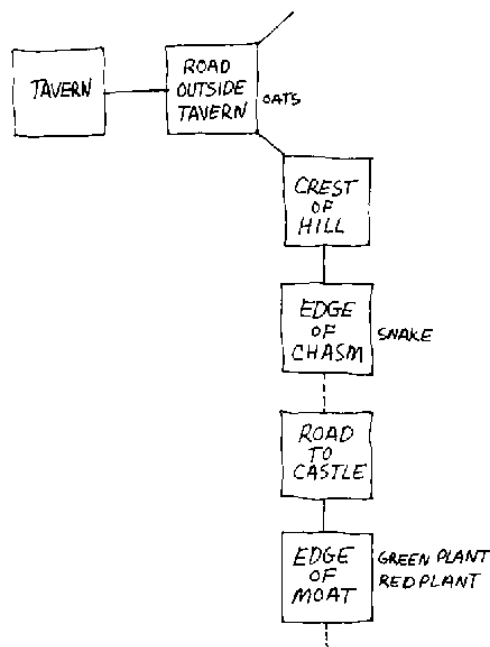 TAVERN
ROAD
OUTSIDE
TAVERN
OATS
CREST
OF
HILL
EDGE
OF
CHASM
SNAKE
ROAD
TO
CASTLE
EDGE
OF
MOAT
GREEN PLANT
RED PLANT